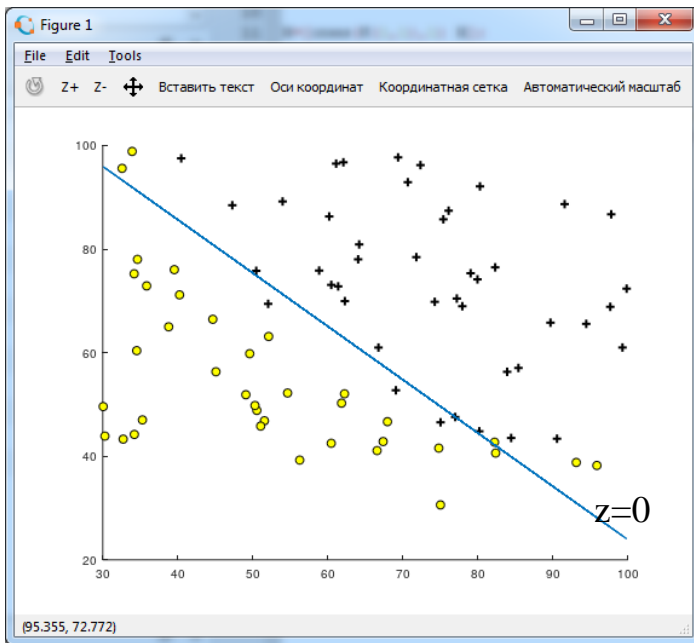 Figure 1
File Edit Tools
Z+ Z- Вставить текст Оси координат Координатная сетка Автоматический масштаб
100
80
60
40
20
30 40 50 60 70 80 90 100
z=0
(95.355, 72.772)